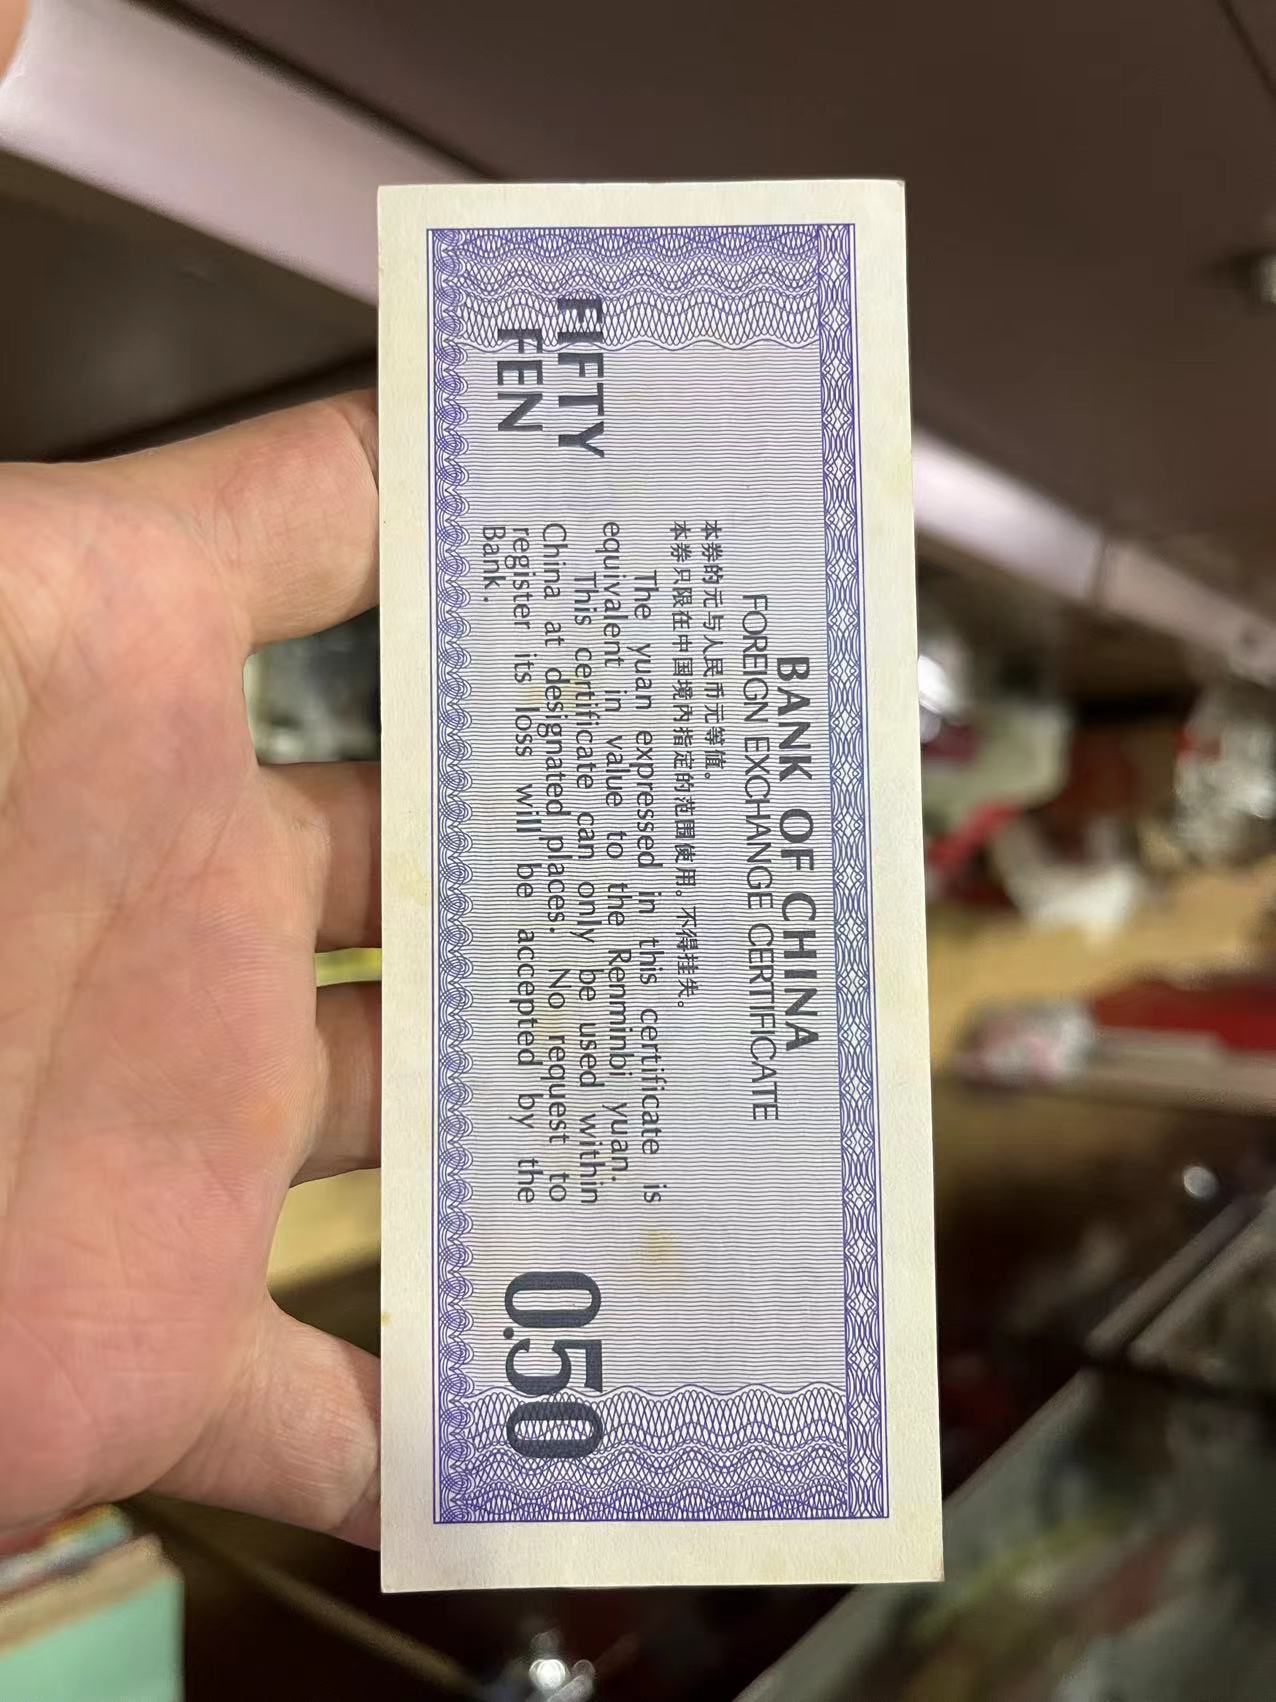 BANK OF CHINA
FOREIGN EXCHANGE CERTIFICATE
本券的元与人民币元等值。
本券只限在中国境内指定的范围使用。不得挂失。
The yuan expressed in this certificate is
equivalent in value to the Renminbi yuan.
This certificate can only be used within
China at designated places. No request to
register its loss will be accepted by the
Bank.
FIFTY
FEN
0.50